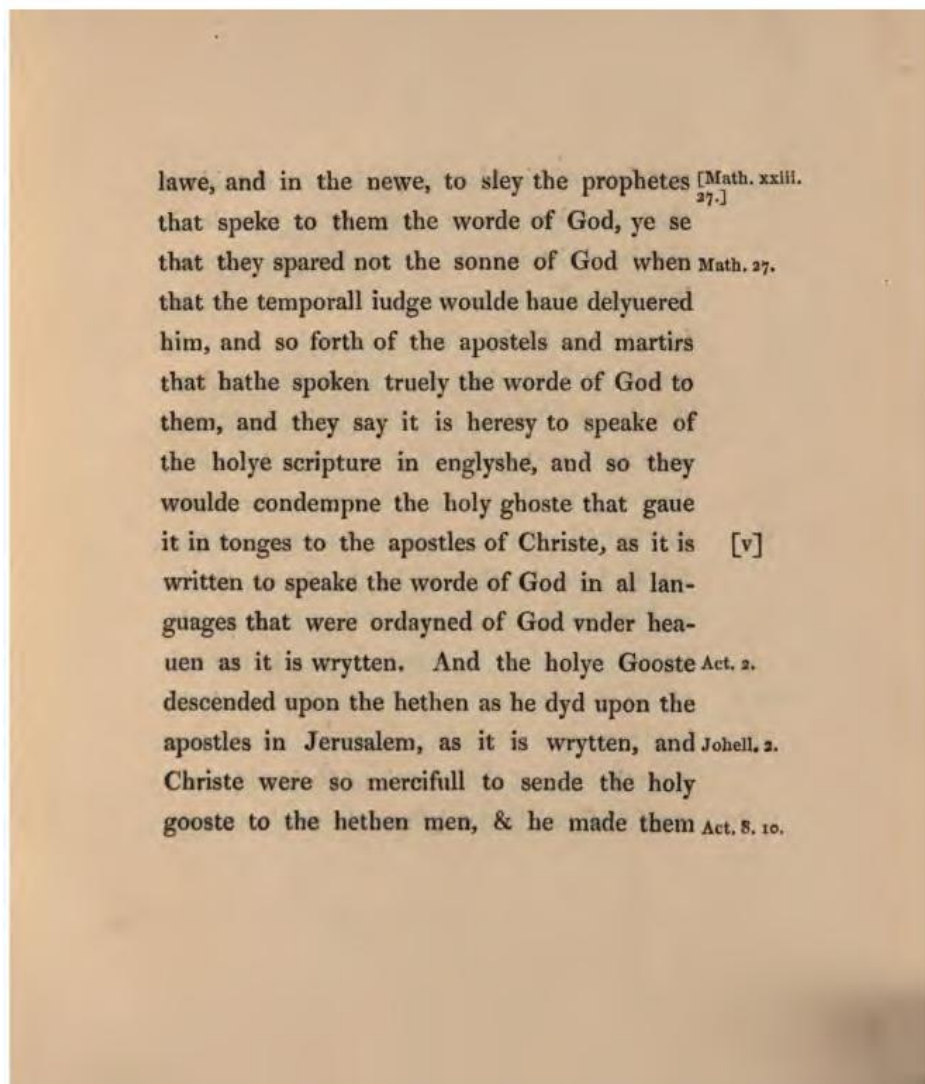 lawe, and in the newe, to sley the prophetes [Math. xxiii. 27.]
that speke to them the worde of God, ye se
that they spared not the sonne of God when Math. 27.
that the temporall iudge woulde haue delyuered
him, and so forth of the apostels and martirs
that hathe spoken truely the worde of God to
them, and they say it is heresy to speake of
the holye scripture in englyshe, and so they
woulde condempne the holy ghoste that gaue
it in tonges to the apostles of Christe, as it is [v]
written to speake the worde of God in al lan-
guages that were ordayned of God vnder hea-
uen as it is wrytten. And the holye Gooste Act. 2.
descended upon the hethen as he dyd upon the
apostles in Jerusalem, as it is wrytten, and Johell. 2.
Christe were so mercifull to sende the holy
gooste to the hethen men, & he made them Act. 8. 10.